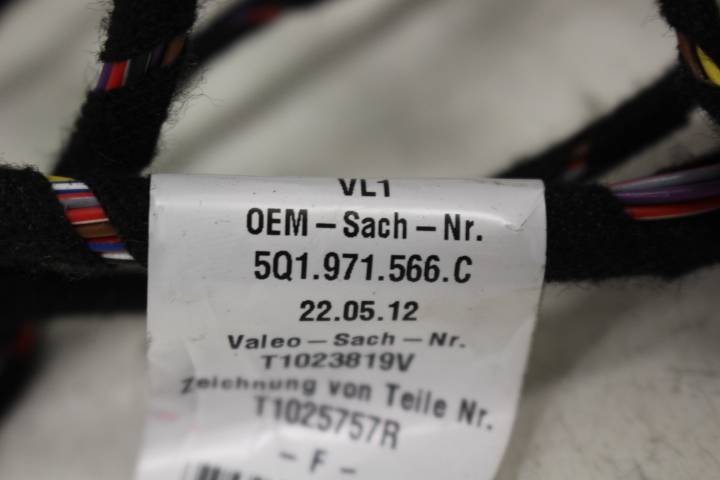 VL1
OEM – Sach – Nr.
5Q1.971.566.C
22.05.12
Valeo – Sach – Nr.
T1023819V
Zeichnung von Teile Nr.
T1025757R
– F –